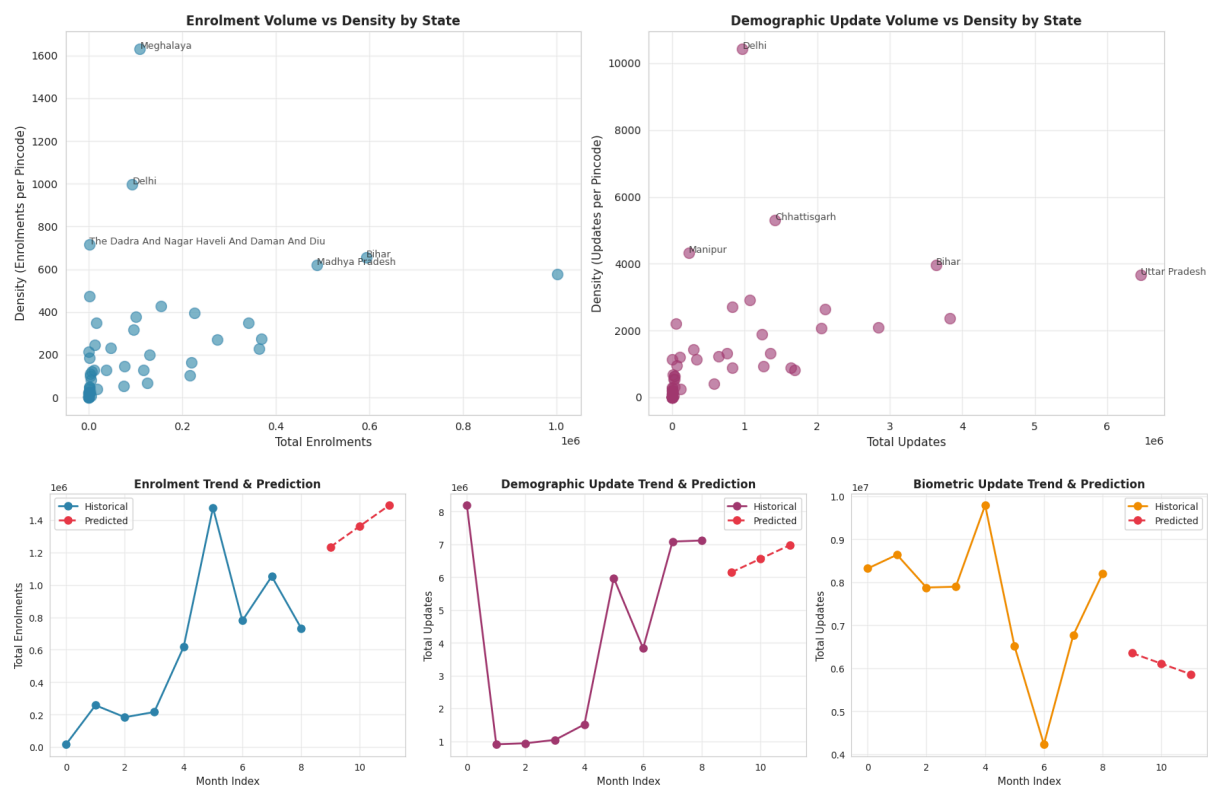 Enrolment Volume vs Density by State
Density (Enrolments per Pincode)
1600
1400
1200
1000
800
600
400
200
0
Meghalaya
Delhi
The Dadra And Nagar Haveli And Daman And Diu
Bihar
Madhya Pradesh
0.0 0.2 0.4 0.6 0.8 1.0
1e6
Total Enrolments
Demographic Update Volume vs Density by State
Density (Updates per Pincode)
10000
8000
6000
4000
2000
0
Delhi
Chhattisgarh
Manipur
Bihar
Uttar Pradesh
0 1 2 3 4 5 6
1e6
Total Updates
Enrolment Trend & Prediction
1e6
Historical
Predicted
Total Enrolments
1.4
1.2
1.0
0.8
0.6
0.4
0.2
0.0
0 2 4 6 8 10
Month Index
Demographic Update Trend & Prediction
1e6
Historical
Predicted
Total Updates
8
7
6
5
4
3
2
1
0 2 4 6 8 10
Month Index
Biometric Update Trend & Prediction
1e7
Historical
Predicted
Total Updates
1.0
0.9
0.8
0.7
0.6
0.5
0.4
0 2 4 6 8 10
Month Index